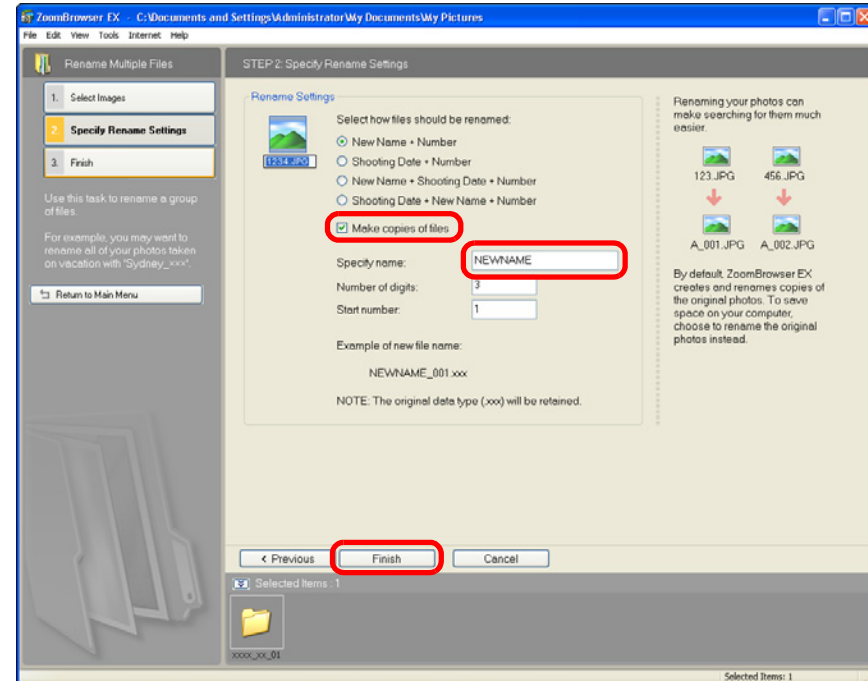 ZoomBrowser EX - C:\Documents and Settings\Administrator\My Documents\My Pictures
File Edit View Tools Internet Help
Rename Multiple Files
1. Select Images
2. Specify Rename Settings
3. Finish
Use this task to rename a group
of files.
For example, you may want to
rename all of your photos taken
on vacation with "Sydney_×××".
Return to Main Menu
STEP 2: Specify Rename Settings
Rename Settings
1234.JPG
Select how files should be renamed:
New Name + Number
Shooting Date + Number
New Name + Shooting Date + Number
Shooting Date + New Name + Number
Make copies of files
Specify name: NEWNAME
Number of digits: 3
Start number: 1
Example of new file name:
NEWNAME_001.xxx
NOTE: The original data type (.xxx) will be retained.
Renaming your photos can
make searching for them much
easier.
123.JPG 456.JPG
A_001.JPG A_002.JPG
By default, ZoomBrowser EX
creates and renames copies of
the original photos. To save
space on your computer,
choose to rename the original
photos instead.
< Previous Finish Cancel
Selected Items : 1
xxxx_xx_01
Selected Items: 1